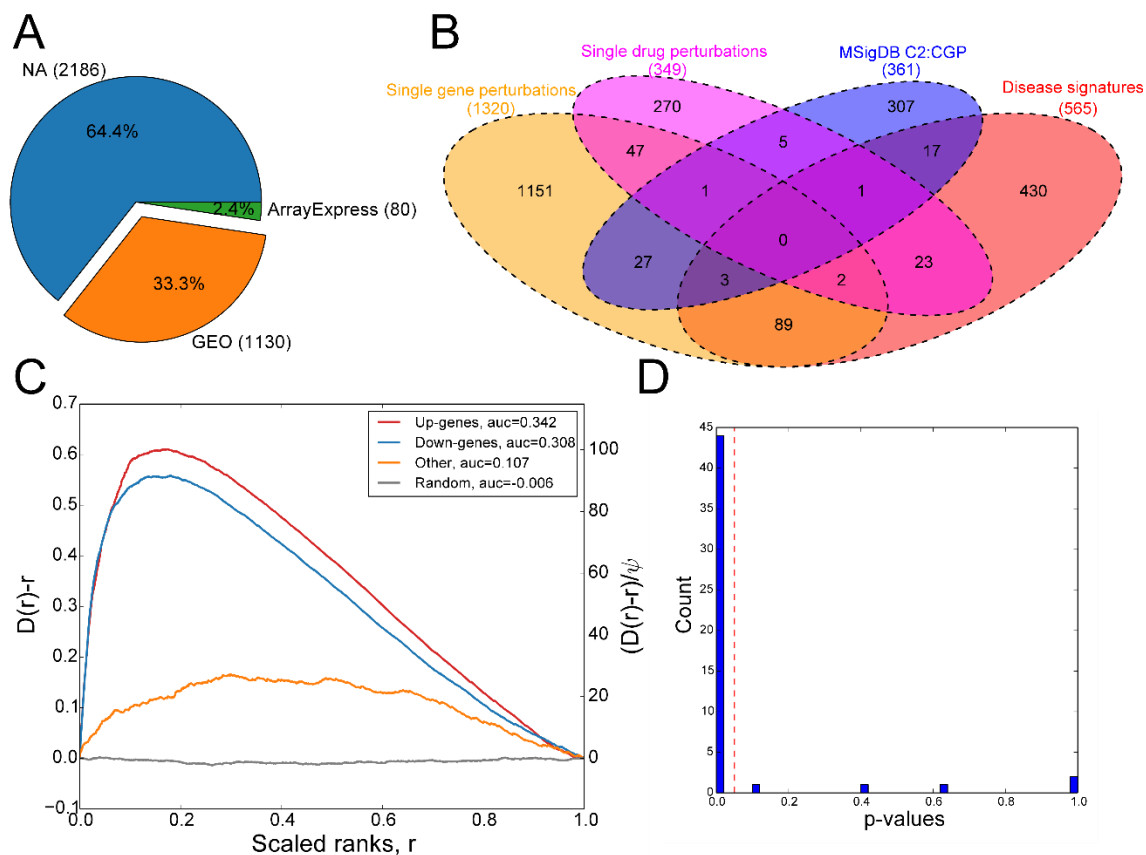 A
NA (2186)
64.4%
2.4%
ArrayExpress (80)
33.3%
GEO (1130)
B
Single drug perturbations
(349)
MSigDB C2:CGP
(361)
Single gene perturbations
(1320)
Disease signatures
(565)
270
307
47
5
17
1151
1
1
430
0
27
23
3
2
89
C
0.7
0.6
0.5
0.4
0.3
0.2
0.1
0.0
−0.1
D(r)-r
Up-genes, auc=0.342
Down-genes, auc=0.308
Other, auc=0.107
Random, auc=-0.006
100
80
60
40
20
0
(D(r)-r)/ψ
0.0 0.2 0.4 0.6 0.8 1.0
Scaled ranks, r
D
45
40
35
30
25
20
15
10
5
0
Count
0.0 0.2 0.4 0.6 0.8 1.0
p-values